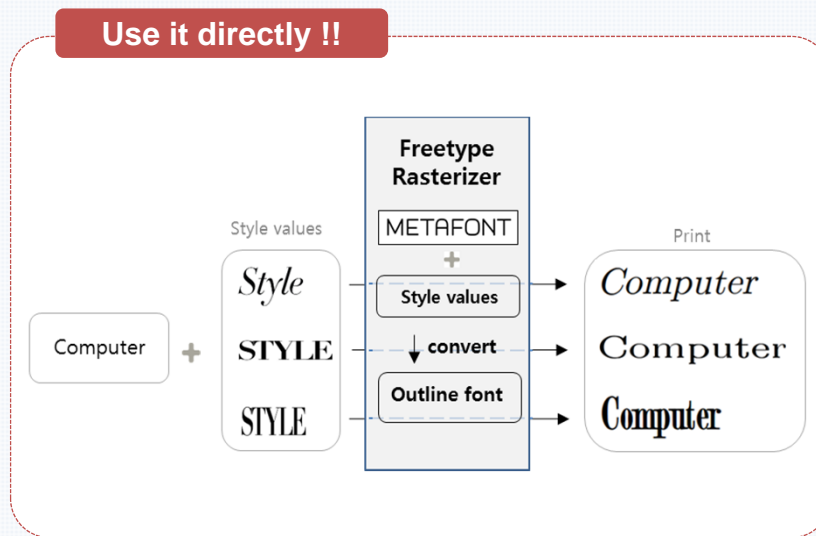 Use it directly !!
Freetype
Rasterizer
METAFONT
+
Style values
convert
Outline font
Style values
Style
STYLE
STYLE
Computer
+
Print
Computer
Computer
Computer